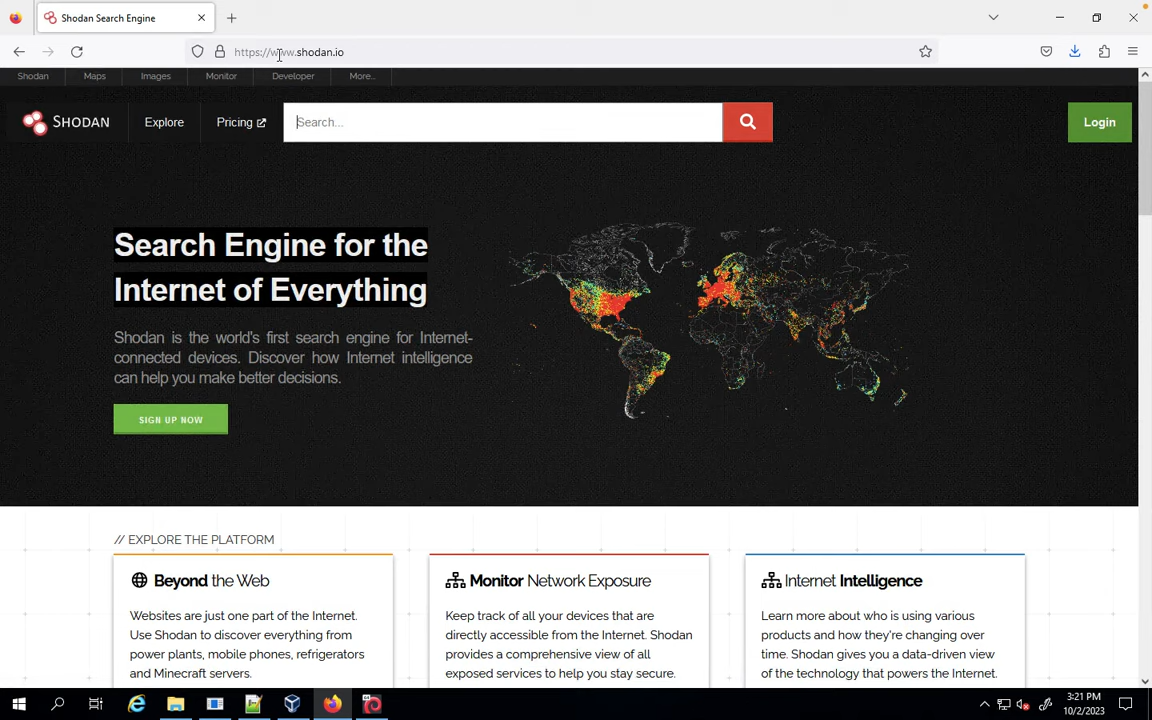 Shodan Search Engine
https://www.shodan.io
Shodan Maps Images Monitor Developer More...
SHODAN Explore Pricing Search... Login
Search Engine for the
Internet of Everything
Shodan is the world's first search engine for Internet-
connected devices. Discover how Internet intelligence
can help you make better decisions.
SIGN UP NOW
// EXPLORE THE PLATFORM
Beyond the Web
Websites are just one part of the Internet.
Use Shodan to discover everything from
power plants, mobile phones, refrigerators
and Minecraft servers.
Monitor Network Exposure
Keep track of all your devices that are
directly accessible from the Internet. Shodan
provides a comprehensive view of all
exposed services to help you stay secure.
Internet Intelligence
Learn more about who is using various
products and how they're changing over
time. Shodan gives you a data-driven view
of the technology that powers the Internet.
3:21 PM
10/2/2023